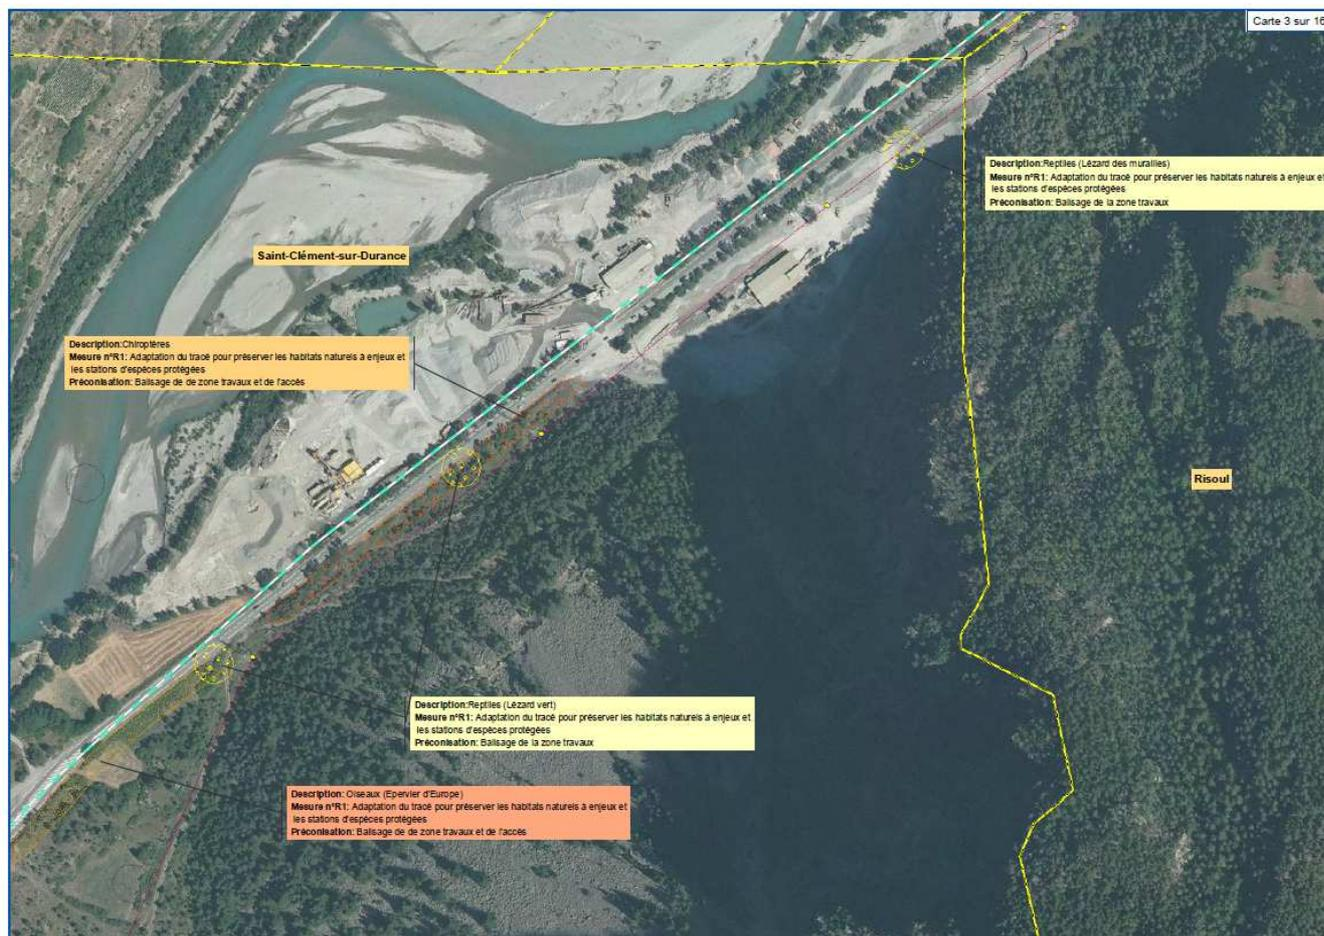 Carte 3 sur 16
Description:Reptiles (Lézard des murailles)
Mesure n°R1: Adaptation du tracé pour préserver les habitats naturels à enjeux et
les stations d'espèces protégées
Préconisation: Balisage de la zone travaux
Saint-Clément-sur-Durance
Description:Chiroptères
Mesure n°R1: Adaptation du tracé pour préserver les habitats naturels à enjeux et
les stations d'espèces protégées
Préconisation: Balisage de de zone travaux et de l'accès
Risoul
Description:Reptiles (Lézard vert)
Mesure n°R1: Adaptation du tracé pour préserver les habitats naturels à enjeux et
les stations d'espèces protégées
Préconisation: Balisage de la zone travaux
Description: Oiseaux (Epervier d'Europe)
Mesure n°R1: Adaptation du tracé pour préserver les habitats naturels à enjeux et
les stations d'espèces protégées
Préconisation: Balisage de de zone travaux et de l'accès